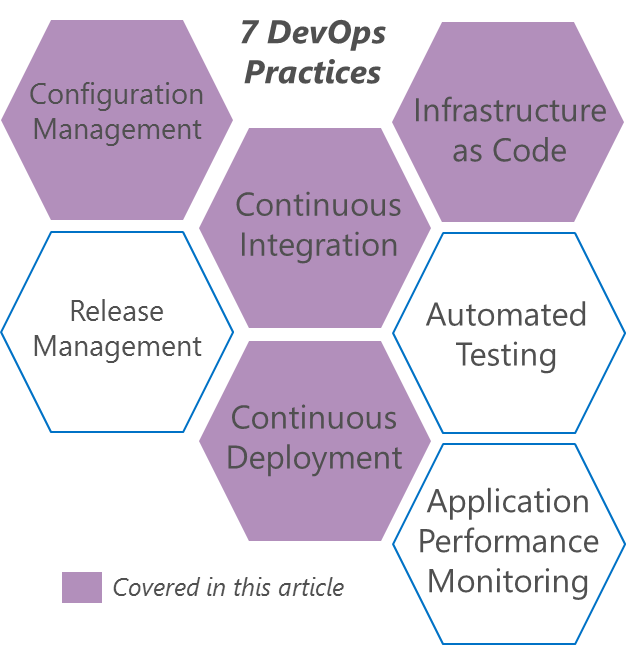 7 DevOps
Practices
Configuration
Management
Infrastructure
as Code
Continuous
Integration
Release
Management
Automated
Testing
Continuous
Deployment
Application
Performance
Monitoring
Covered in this article